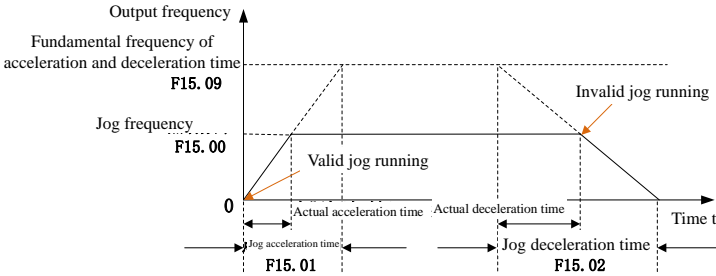 Output frequency
Fundamental frequency of
acceleration and deceleration time
F15.09
Invalid jog running
Jog frequency
F15.00
Valid jog running
0
Actual acceleration time
Actual deceleration time
Time t
Jog acceleration time
Jog deceleration time
F15.01
F15.02